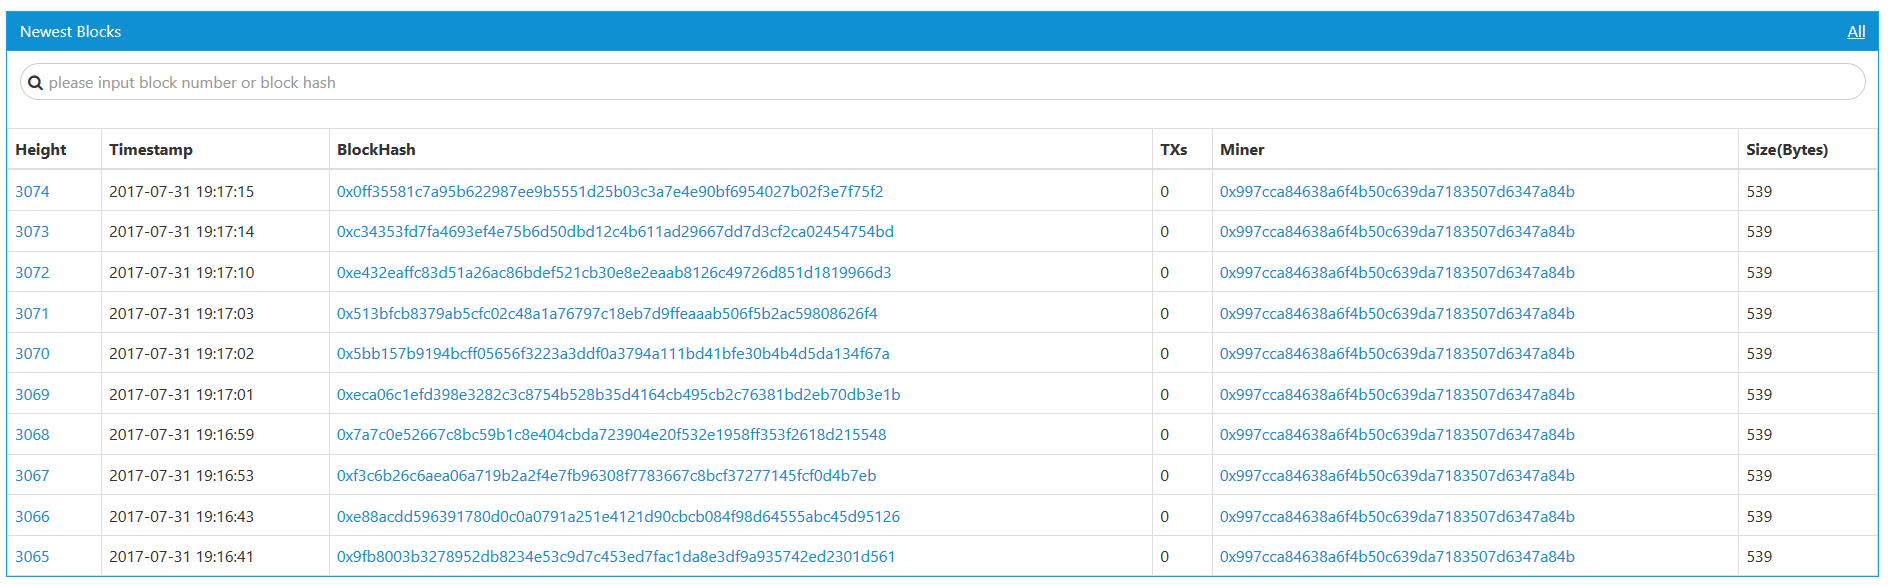 Newest Blocks All
please input block number or block hash
Height Timestamp BlockHash TXs Miner Size(Bytes)
3074 2017-07-31 19:17:15 0x0ff35581c7a95b622987ee9b5551d25b03c3a7e4e90bf6954027b02f3e7f75f2 0 0x997cca84638a6f4b50c639da7183507d6347a84b 539
3073 2017-07-31 19:17:14 0xc34353fd7fa4693ef4e75b6d50dbd12c4b611ad29667dd7d3cf2ca02454754bd 0 0x997cca84638a6f4b50c639da7183507d6347a84b 539
3072 2017-07-31 19:17:10 0xe432eaffc83d51a26ac86bdef521cb30e8e2eaab8126c49726d851d1819966d3 0 0x997cca84638a6f4b50c639da7183507d6347a84b 539
3071 2017-07-31 19:17:03 0x513bfcb8379ab5cfc02c48a1a76797c18eb7d9ffeaaab506f5b2ac59808626f4 0 0x997cca84638a6f4b50c639da7183507d6347a84b 539
3070 2017-07-31 19:17:02 0x5bb157b9194bcff05656f3223a3ddf0a3794a111bd41bfe30b4b4d5da134f67a 0 0x997cca84638a6f4b50c639da7183507d6347a84b 539
3069 2017-07-31 19:17:01 0xeca06c1efd398e3282c3c8754b528b35d4164cb495cb2c76381bd2eb70db3e1b 0 0x997cca84638a6f4b50c639da7183507d6347a84b 539
3068 2017-07-31 19:16:59 0x7a7c0e52667c8bc59b1c8e404cbda723904e20f532e1958ff353f2618d215548 0 0x997cca84638a6f4b50c639da7183507d6347a84b 539
3067 2017-07-31 19:16:53 0xf3c6b26c6aea06a719b2a2f4e7fb96308f7783667c8bcf37277145fcf0d4b7eb 0 0x997cca84638a6f4b50c639da7183507d6347a84b 539
3066 2017-07-31 19:16:43 0xe88acdd596391780d0c0a0791a251e4121d90cbcb084f98d64555abc45d95126 0 0x997cca84638a6f4b50c639da7183507d6347a84b 539
3065 2017-07-31 19:16:41 0x9fb8003b3278952db8234e53c9d7c453ed7fac1da8e3df9a935742ed2301d561 0 0x997cca84638a6f4b50c639da7183507d6347a84b 539